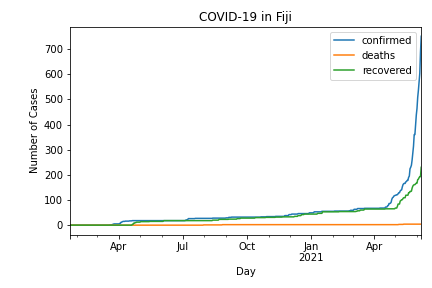 COVID-19 in Fiji
confirmed
deaths
recovered
Number of Cases
700
600
500
400
300
200
100
0
Apr
Jul
Oct
Jan
2021
Apr
Day